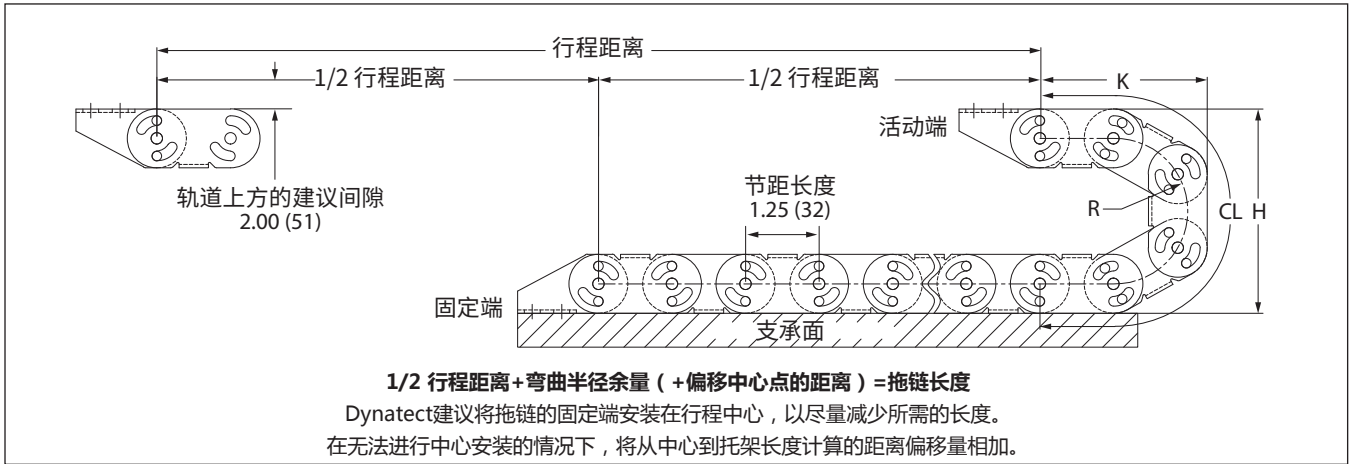 行程距离
1/2 行程距离
1/2 行程距离
K
活动端
轨道上方的建议间隙
2.00 (51)
节距长度
1.25 (32)
R
CL
H
固定端
支承面
1/2 行程距离+弯曲半径余量（+偏移中心点的距离）=拖链长度
Dynatect建议将拖链的固定端安装在行程中心，以尽量减少所需的长度。
在无法进行中心安装的情况下，将从中心到托架长度计算的距离偏移量相加。